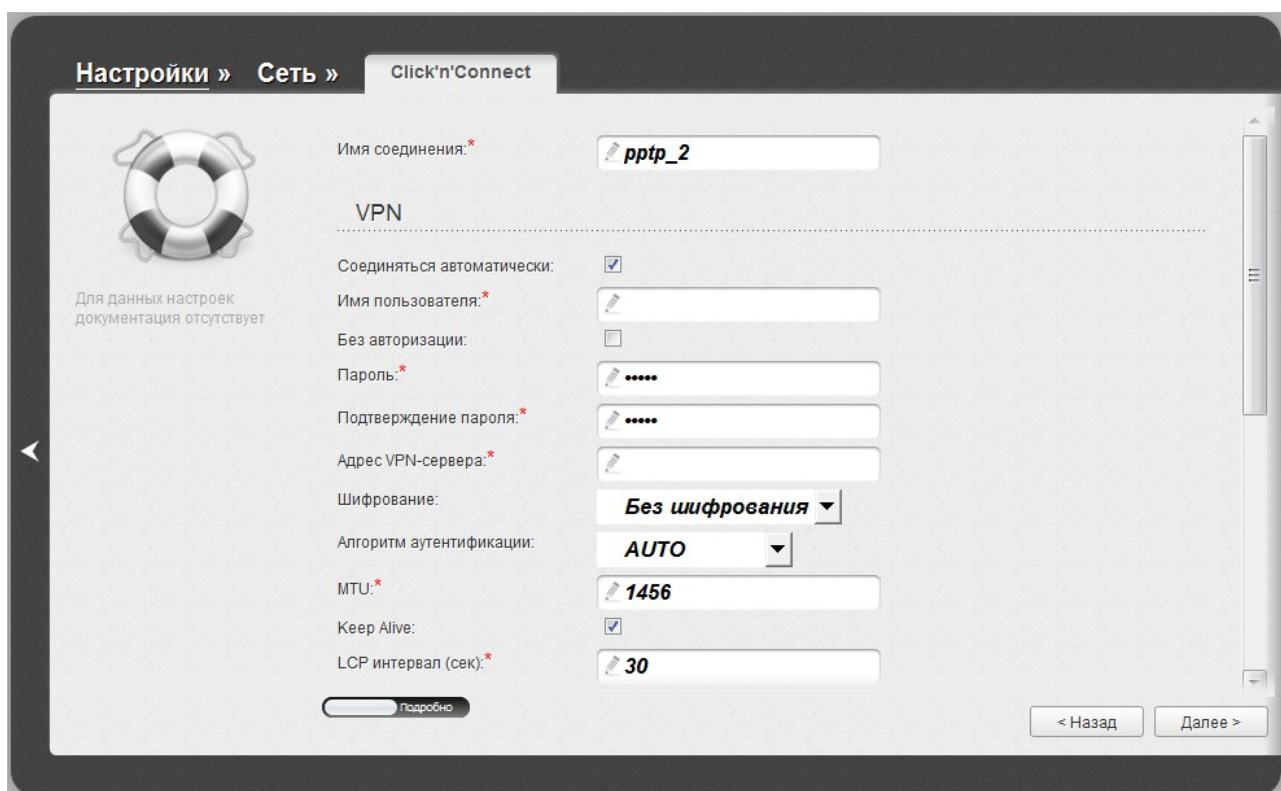 Настройки » Сеть » Click'n'Connect
Для данных настроек
документация отсутствует
Имя соединения:* pptp_2
VPN
Соединяться автоматически:
Имя пользователя:*
Без авторизации:
Пароль:* •••••
Подтверждение пароля:* •••••
Адрес VPN-сервера:*
Шифрование: Без шифрования
Алгоритм аутентификации: AUTO
MTU:* 1456
Keep Alive:
LCP интервал (сек):* 30
Подробно
< Назад Далее >